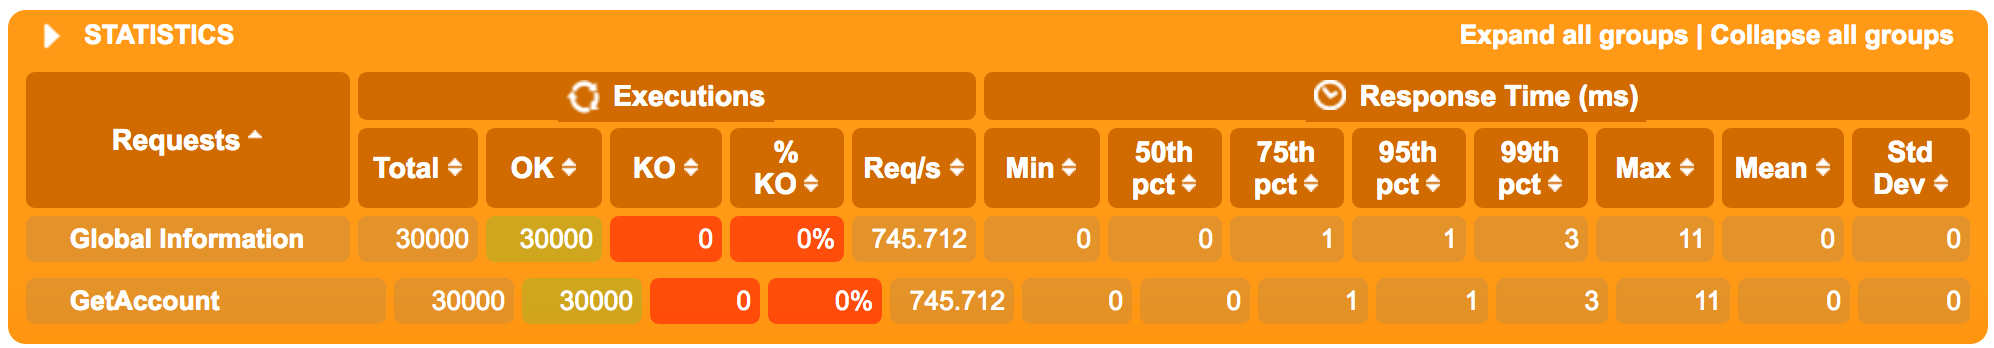 STATISTICS Expand all groups | Collapse all groups
Requests Executions Response Time (ms)
Total OK KO % KO Req/s Min 50th pct 75th pct 95th pct 99th pct Max Mean Std Dev
Global Information 30000 30000 0 0% 745.712 0 0 1 1 3 11 0 0
GetAccount 30000 30000 0 0% 745.712 0 0 1 1 3 11 0 0